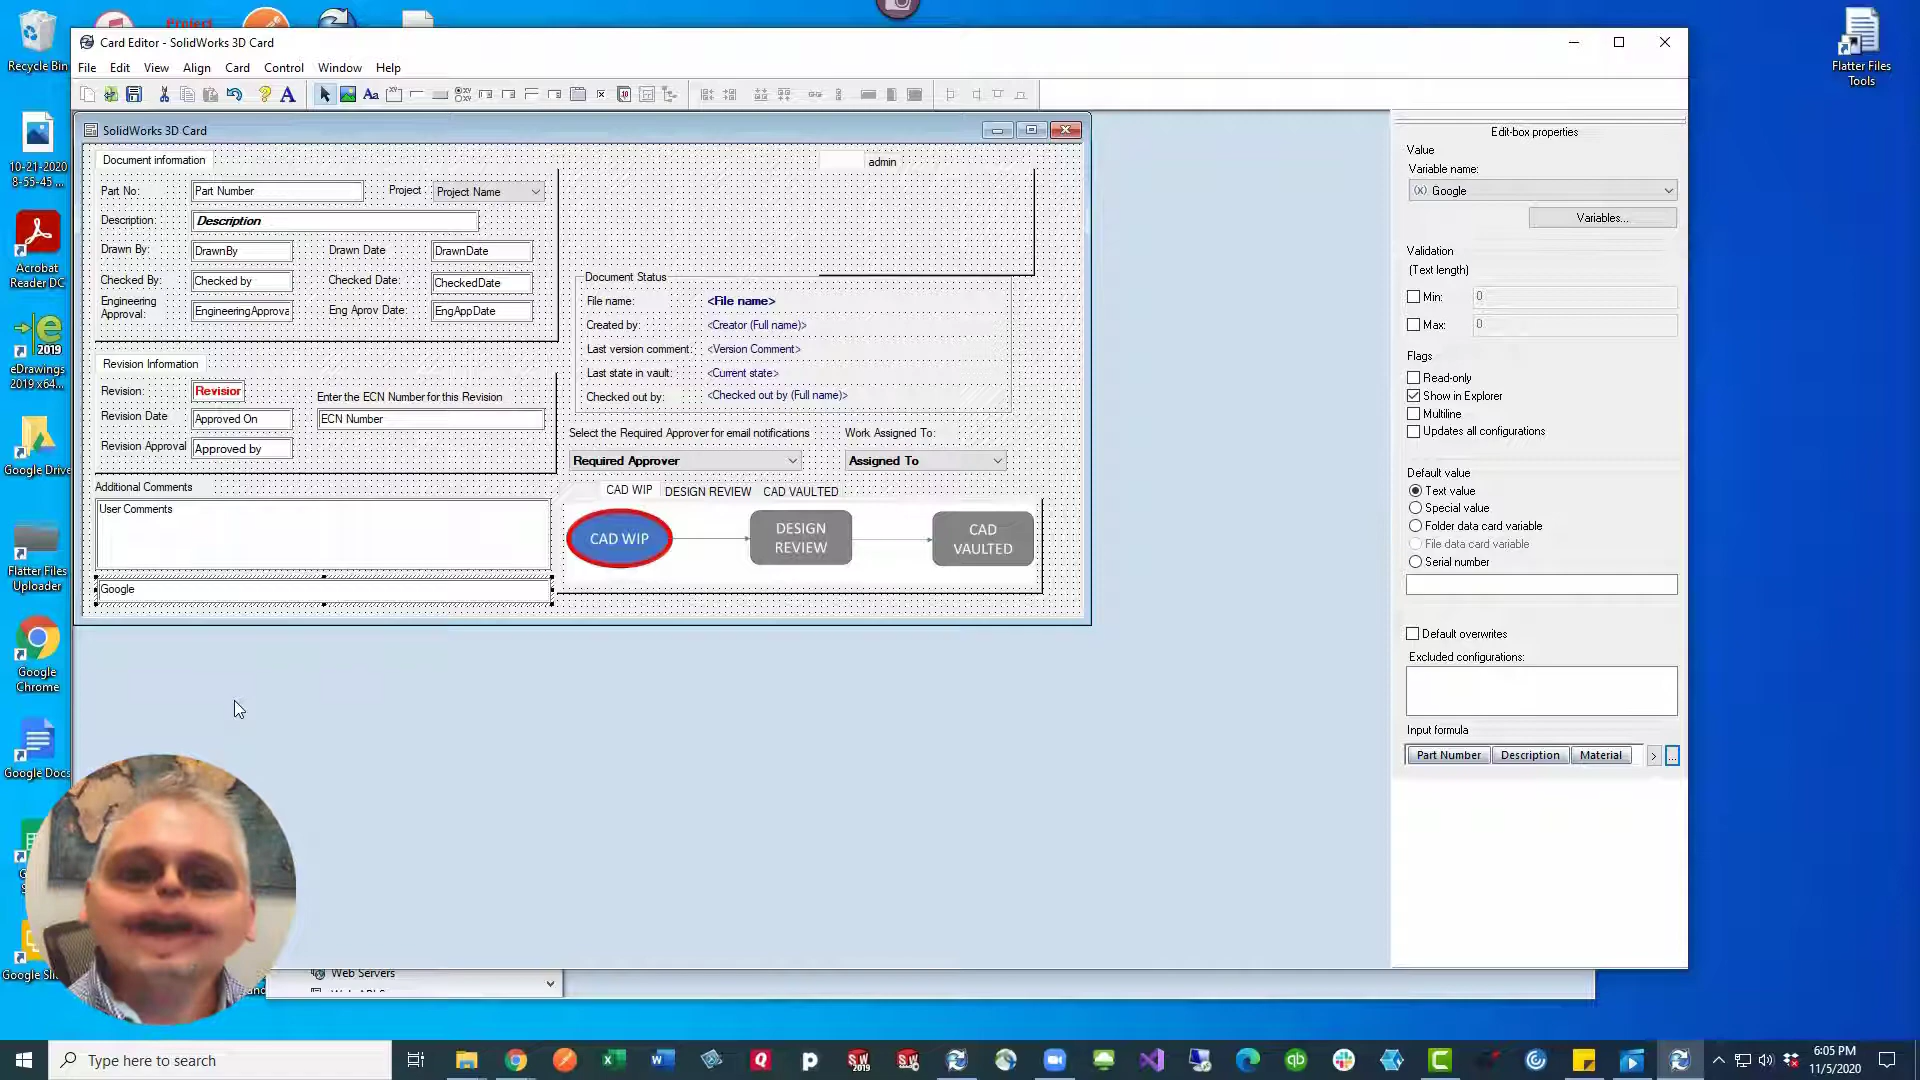 Recycle Bin
Project
Flatter Files
Tools
Card Editor - SolidWorks 3D Card
File Edit View Align Card Control Window Help
SolidWorks 3D Card
Document information
admin
Part No: Part Number Project Project Name
Description: Description
Drawn By: DrawnBy Drawn Date DrawnDate
Checked By: Checked by Checked Date: CheckedDate
Engineering
Approval: EngineeringApprova Eng Aprov Date: EngAppDate
Document Status
File name: <File name>
Created by: <Creator (Full name)>
Last version comment: <Version Comment>
Last state in vault: <Current state>
Checked out by: <Checked out by (Full name)>
Revision Information
Revision: Revision
Enter the ECN Number for this Revision
Revision Date Approved On ECN Number
Revision Approval Approved by
Select the Required Approver for email notifications Work Assigned To:
Required Approver Assigned To
Additional Comments
User Comments
CAD WIP DESIGN REVIEW CAD VAULTED
CAD WIP
DESIGN
REVIEW
CAD
VAULTED
Google
Edit-box properties
Value
Variable name:
(x) Google
Variables...
Validation
(Text length)
Min: 0
Max: 0
Flags
Read-only
Show in Explorer
Multiline
Updates all configurations
Default value
Text value
Special value
Folder data card variable
File data card variable
Serial number
Default overwrites
Excluded configurations:
Input formula
Part Number Description Material > ...
10-21-2020
8-55-45 ...
Acrobat
Reader DC
2019
eDrawings
2019 x64...
Google Drive
Flatter Files
Uploader
Google
Chrome
Google Docs
Google Sli
Web Servers
Type here to search
6:05 PM
11/5/2020